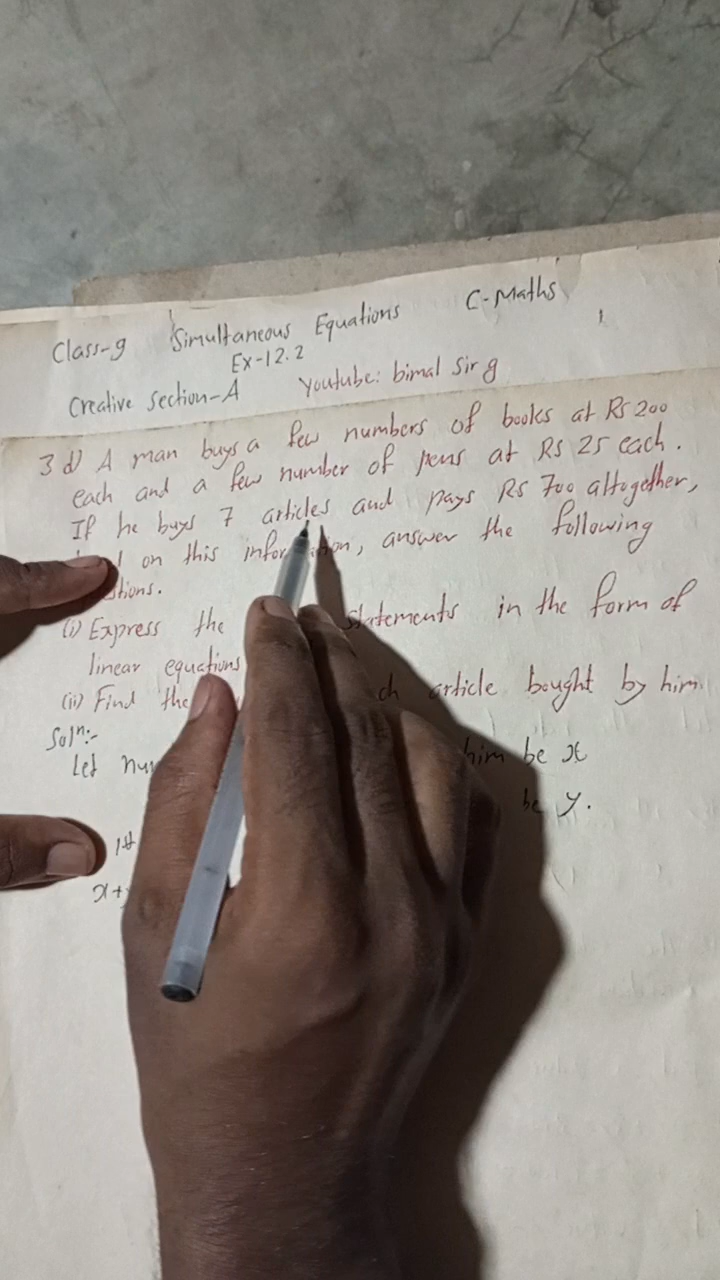 Class-9 Simultaneous Equations C-Maths
Ex-12.2
Creative Section-A Youtube: bimal Sir g
3 d) A man buys a few numbers of books at Rs 200
each and a few number of pens at Rs 25 each.
If he buys 7 articles and pays Rs 700 altogether,
on this, answer the following
(i) Express the statements in the form of
linear equations
(ii) Find the article bought by him.
Solⁿ:-
Let him be x
be y.